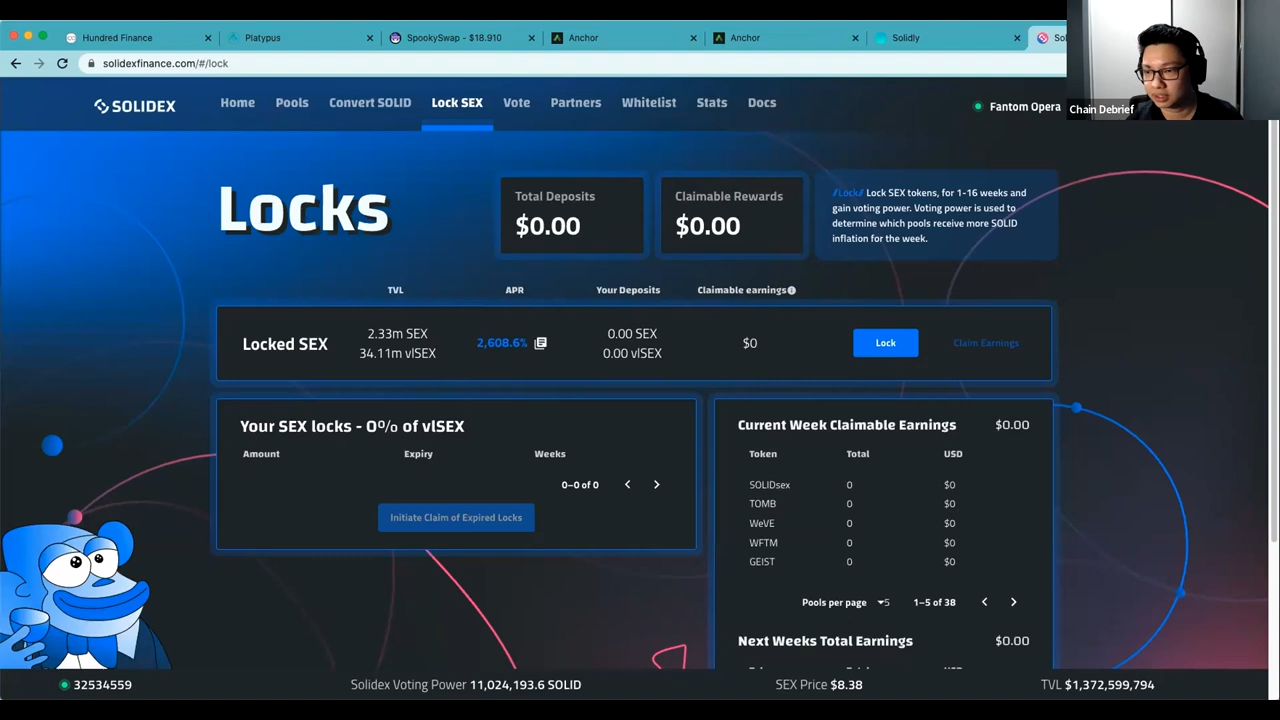 Hundred Finance
Platypus
SpookySwap - $18.910
Anchor
Anchor
Solidly
solidexfinance.com/#/lock
Chain Debrief
SOLIDEX
Home
Pools
Convert SOLID
Lock SEX
Vote
Partners
Whitelist
Stats
Docs
Fantom Opera
Locks
Total Deposits
$0.00
Claimable Rewards
$0.00
//Lock// Lock SEX tokens, for 1-16 weeks and
gain voting power. Voting power is used to
determine which pools receive more SOLID
inflation for the week.
TVL
APR
Your Deposits
Claimable earnings
Locked SEX
2.33m SEX
34.11m vlSEX
2,608.6%
0.00 SEX
0.00 vlSEX
$0
Lock
Claim Earnings
Your SEX locks - 0% of vlSEX
Amount
Expiry
Weeks
0–0 of 0
Initiate Claim of Expired Locks
Current Week Claimable Earnings
$0.00
Token Total USD
SOLIDsex 0 $0
TOMB 0 $0
WeVE 0 $0
WFTM 0 $0
GEIST 0 $0
Pools per page 5 1–5 of 38
Next Weeks Total Earnings
$0.00
32534559
Solidex Voting Power 11,024,193.6 SOLID
SEX Price $8.38
TVL $1,372,599,794